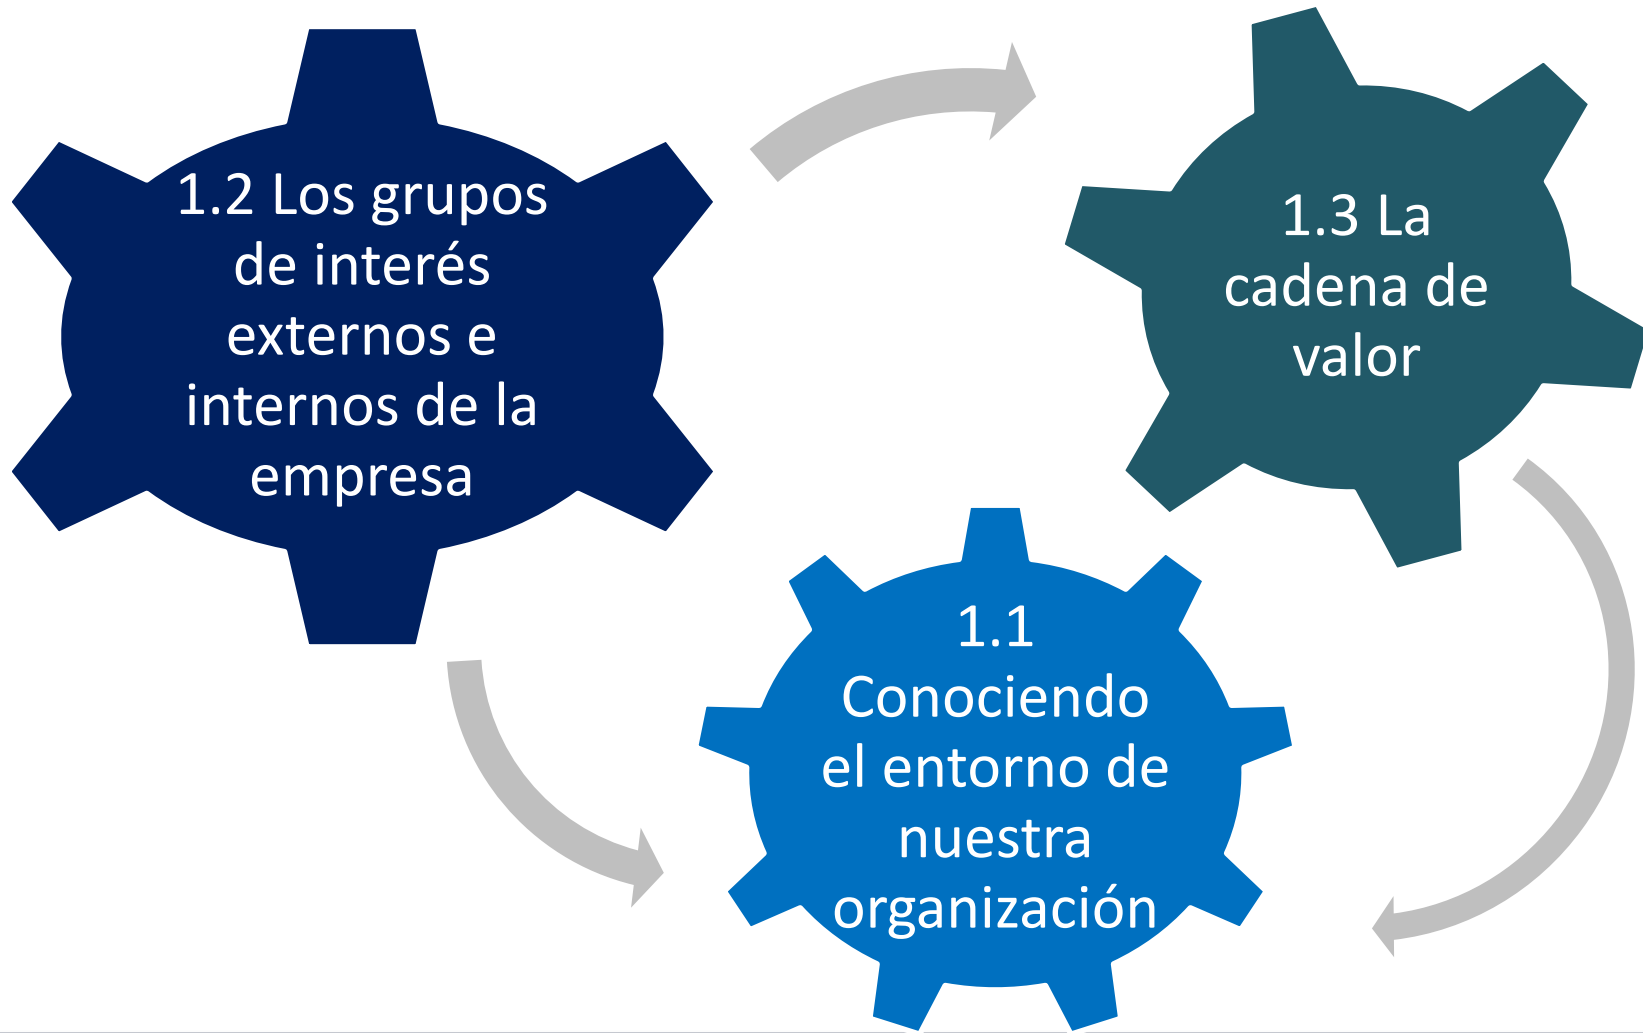 1.2 Los grupos
de interés
externos e
internos de la
empresa
1.3 La
cadena de
valor
1.1
Conociendo
el entorno de
nuestra
organización